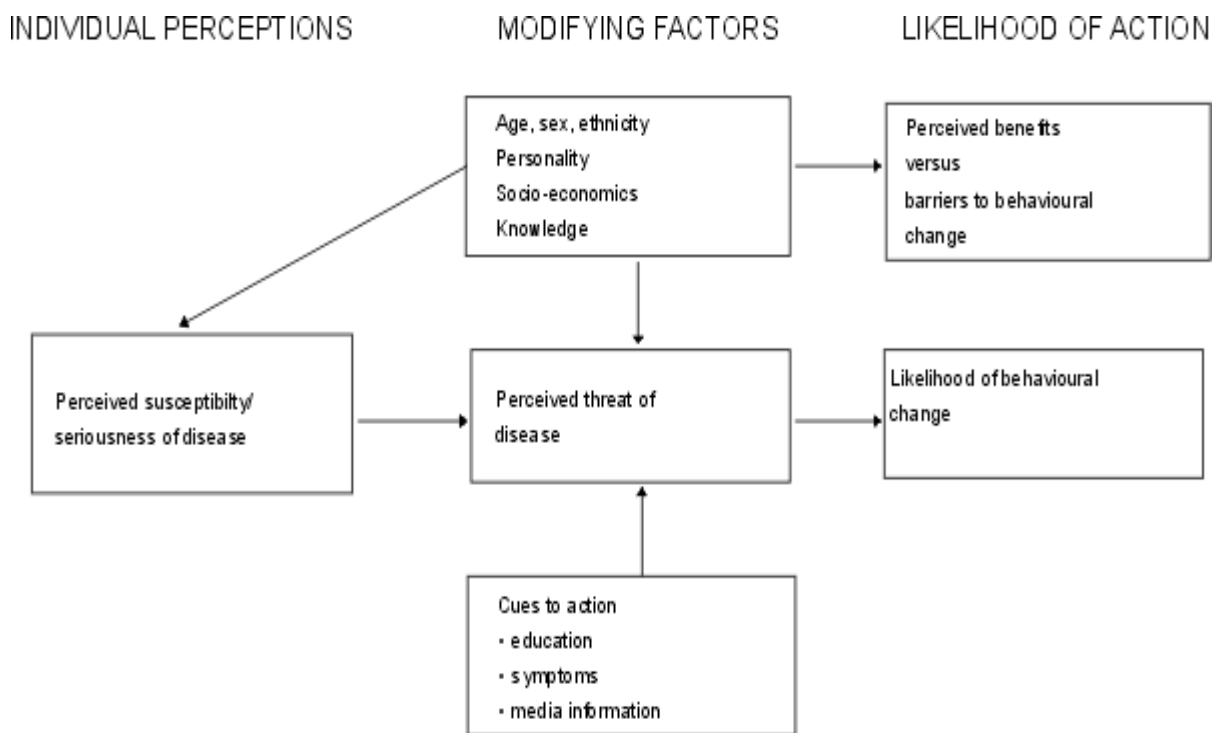 INDIVIDUAL PERCEPTIONS
MODIFYING FACTORS
LIKELIHOOD OF ACTION
Age, sex, ethnicity
Personality
Socio-economics
Knowledge
Perceived benefits
versus
barriers to behavioural
change
Perceived susceptibilty/
seriousness of disease
Perceived threat of
disease
Likelihood of behavioural
change
Cues to action
• education
• symptoms
• media information